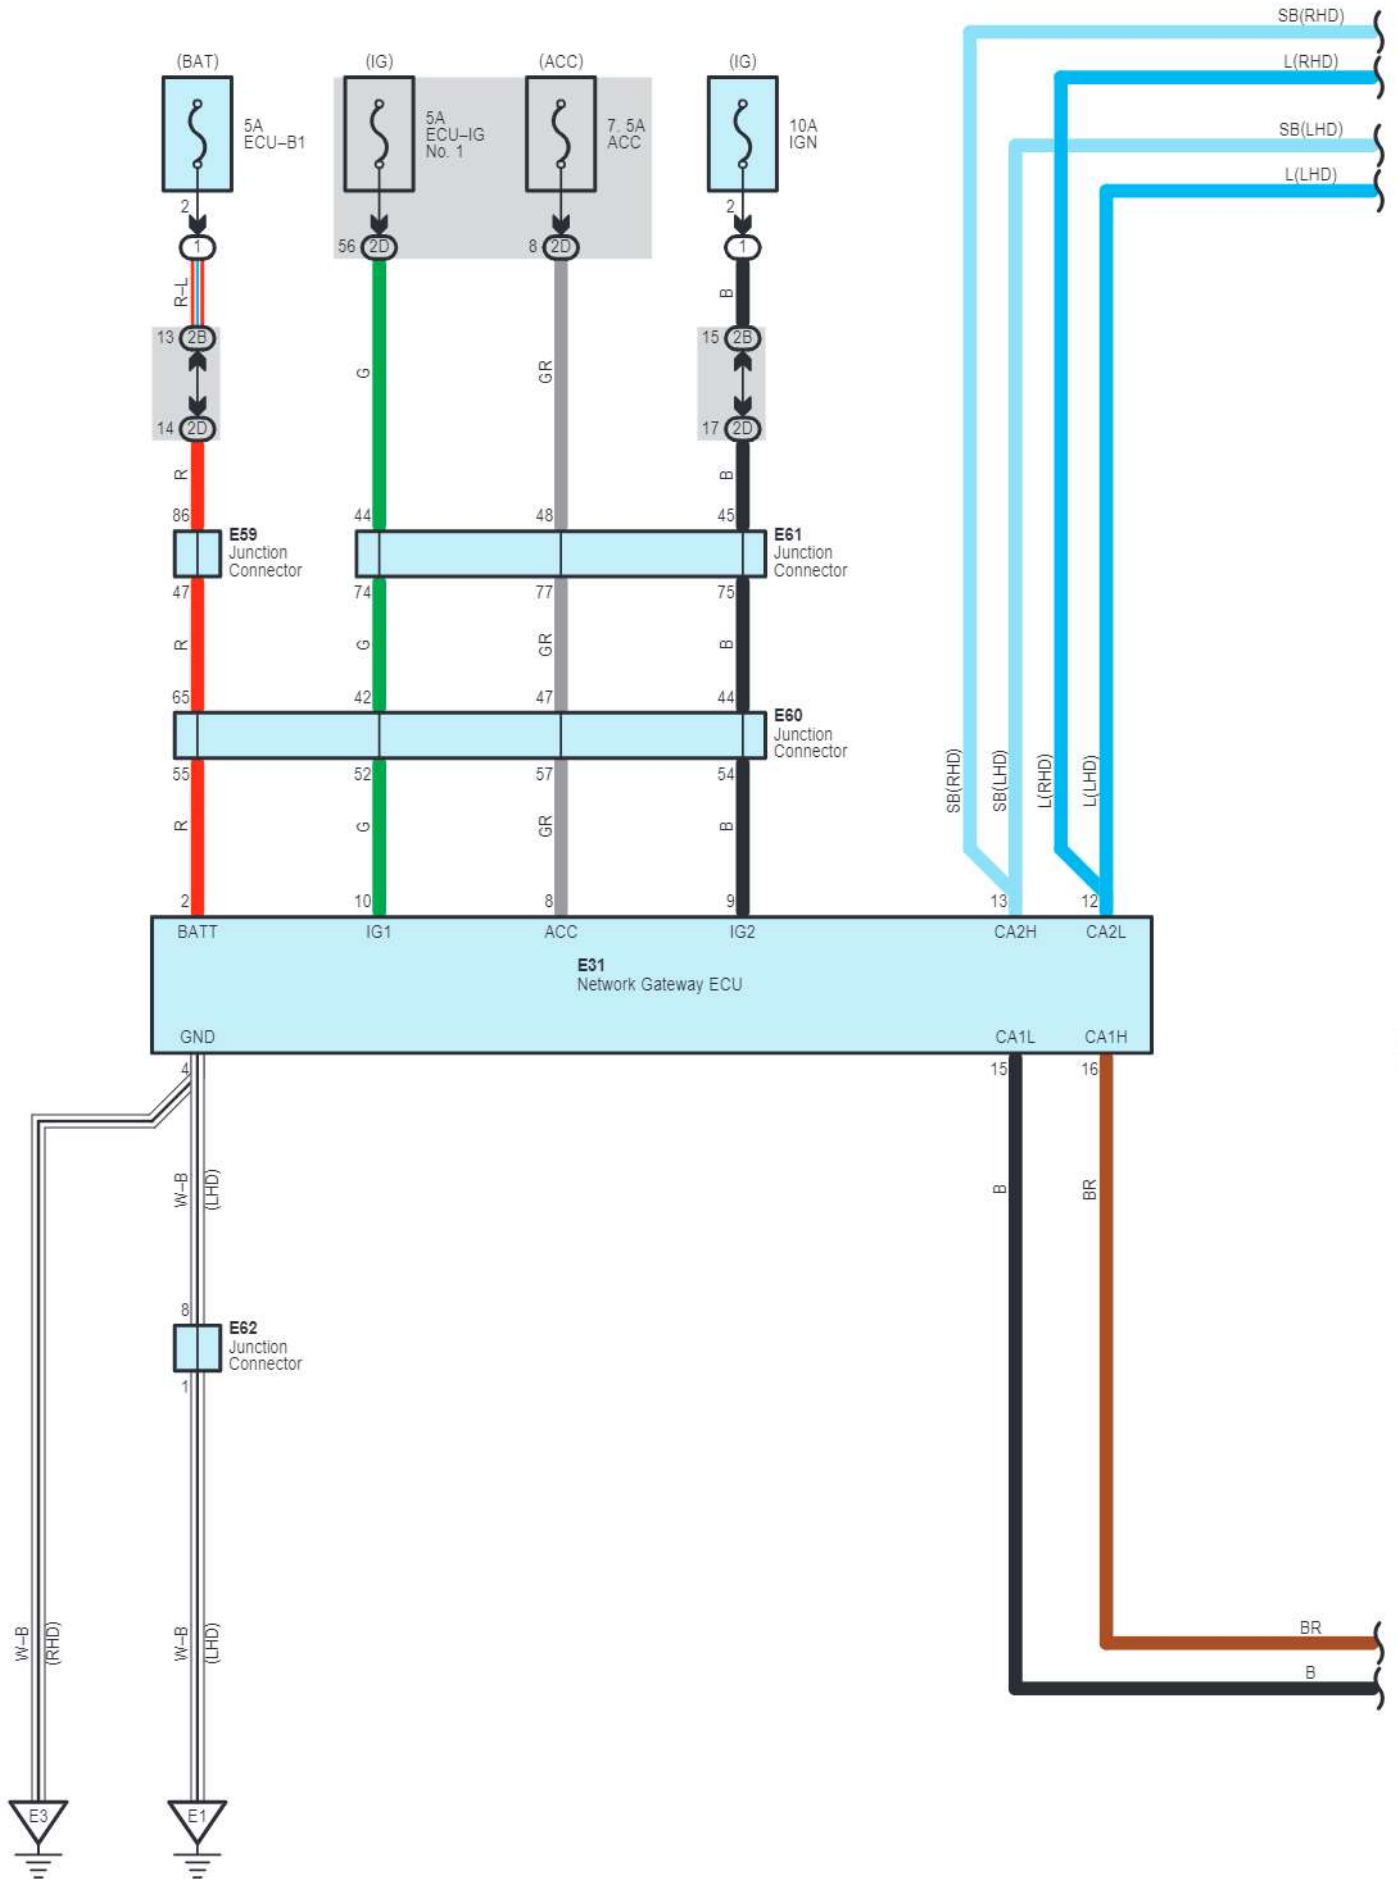 SB(RHD)
L(RHD)
SB(LHD)
L(LHD)
(BAT)
(IG)
(ACC)
(IG)
5A
ECU–B1
5A
ECU–IG
No. 1
7. 5A
ACC
10A
IGN
2
2
1
56 2D
8 2D
1
R–L
B
13 2B
15 2B
G
GR
14 2D
17 2D
R
B
86
44
48
45
E59
Junction
Connector
E61
Junction
Connector
47
74
77
75
R
G
GR
B
65
42
47
44
E60
Junction
Connector
55
52
57
54
SB(RHD)
SB(LHD)
L(RHD)
L(LHD)
R
G
GR
B
2
10
8
9
13
12
BATT
IG1
ACC
IG2
CA2H
CA2L
E31
Network Gateway ECU
GND
CA1L
CA1H
4
15
16
W–B
(LHD)
B
BR
8
E62
Junction
Connector
1
W–B
(RHD)
W–B
(LHD)
BR
B
E3
E1